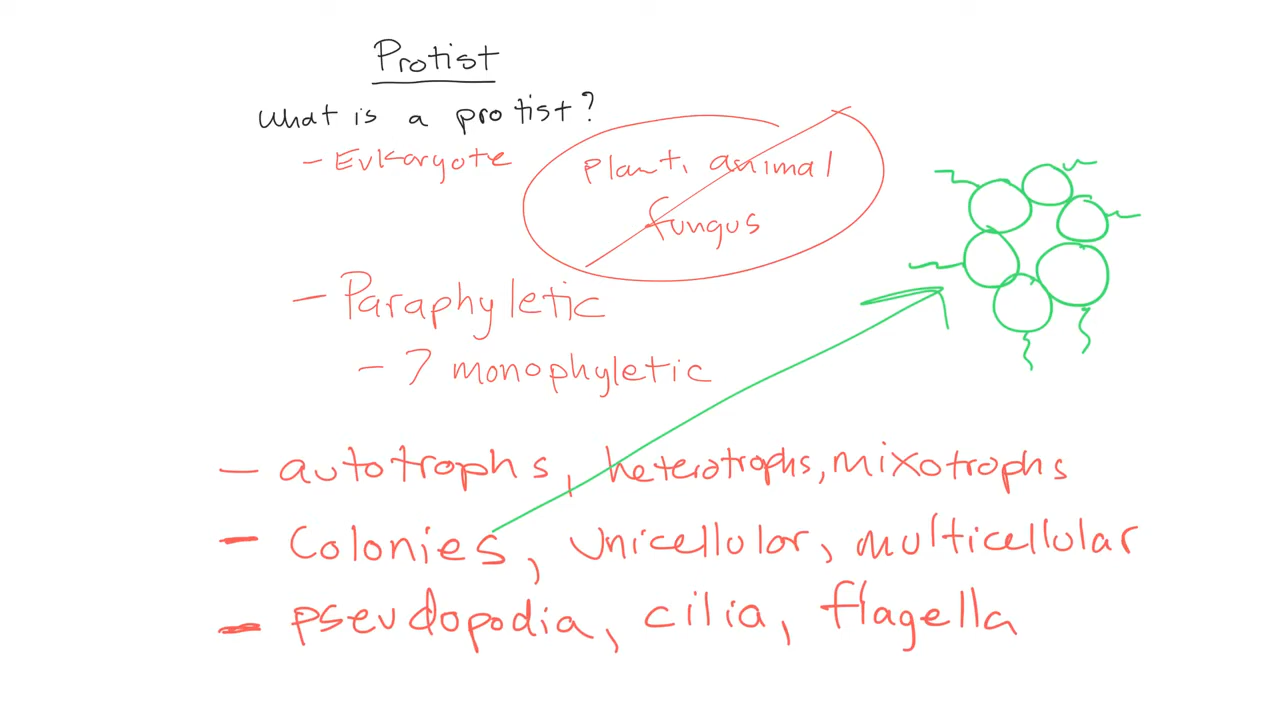 Protist
What is a protist?
- Eukaryote
plant, animal
fungus
- Paraphyletic
- 7 monophyletic
- autotrophs, heterotrophs, mixotrophs
- Colonies, Unicellular, multicellular
- pseudopodia, cilia, flagella